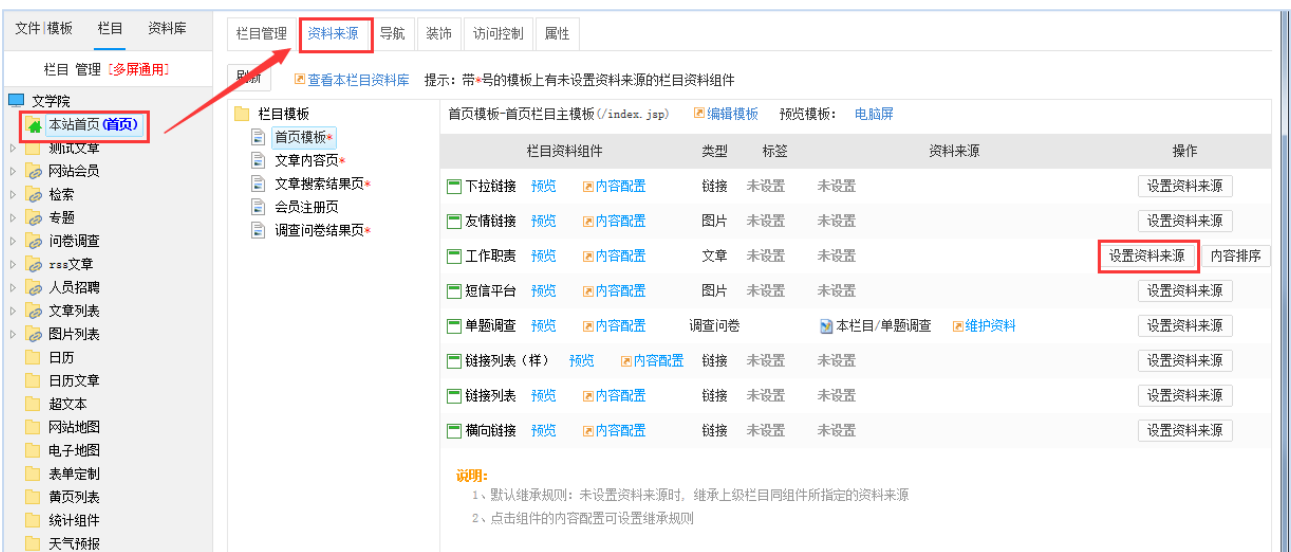 文件|模板 栏目 资料库
栏目 管理 [多屏通用]
文学院
本站首页(首页)
测试文章
网站会员
检索
专题
问卷调查
rss文章
人员招聘
文章列表
图片列表
日历
日历文章
超文本
网站地图
电子地图
表单定制
黄页列表
统计组件
天气预报
栏目管理 资料来源 导航 装饰 访问控制 属性
刷新 查看本栏目资料库 提示: 带*号的模板上有未设置资料来源的栏目资料组件
栏目模板
首页模板*
文章内容页*
文章搜索结果页*
会员注册页
调查问卷结果页*
首页模板-首页栏目主模板(/index.jsp) 编辑模板 预览模板: 电脑屏
栏目资料组件 类型 标签 资料来源 操作
下拉链接 预览 内容配置 链接 未设置 未设置 设置资料来源
友情链接 预览 内容配置 图片 未设置 未设置 设置资料来源
工作职责 预览 内容配置 文章 未设置 未设置 设置资料来源 内容排序
短信平台 预览 内容配置 图片 未设置 未设置 设置资料来源
单题调查 预览 内容配置 调查问卷 本栏目/单题调查 维护资料 设置资料来源
链接列表（样） 预览 内容配置 链接 未设置 未设置 设置资料来源
链接列表 预览 内容配置 链接 未设置 未设置 设置资料来源
横向链接 预览 内容配置 链接 未设置 未设置 设置资料来源
说明:
1、默认继承规则: 未设置资料来源时, 继承上级栏目同组件所指定的资料来源
2、点击组件的内容配置可设置继承规则